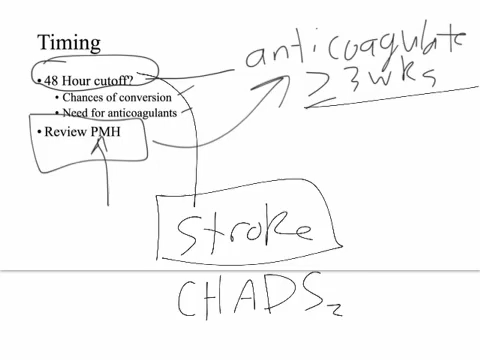 Timing
• 48 Hour cutoff?
• Chances of conversion
• Need for anticoagulants
• Review PMH
anticoagulate
≥ 3 wks
Stroke
CHADS₂